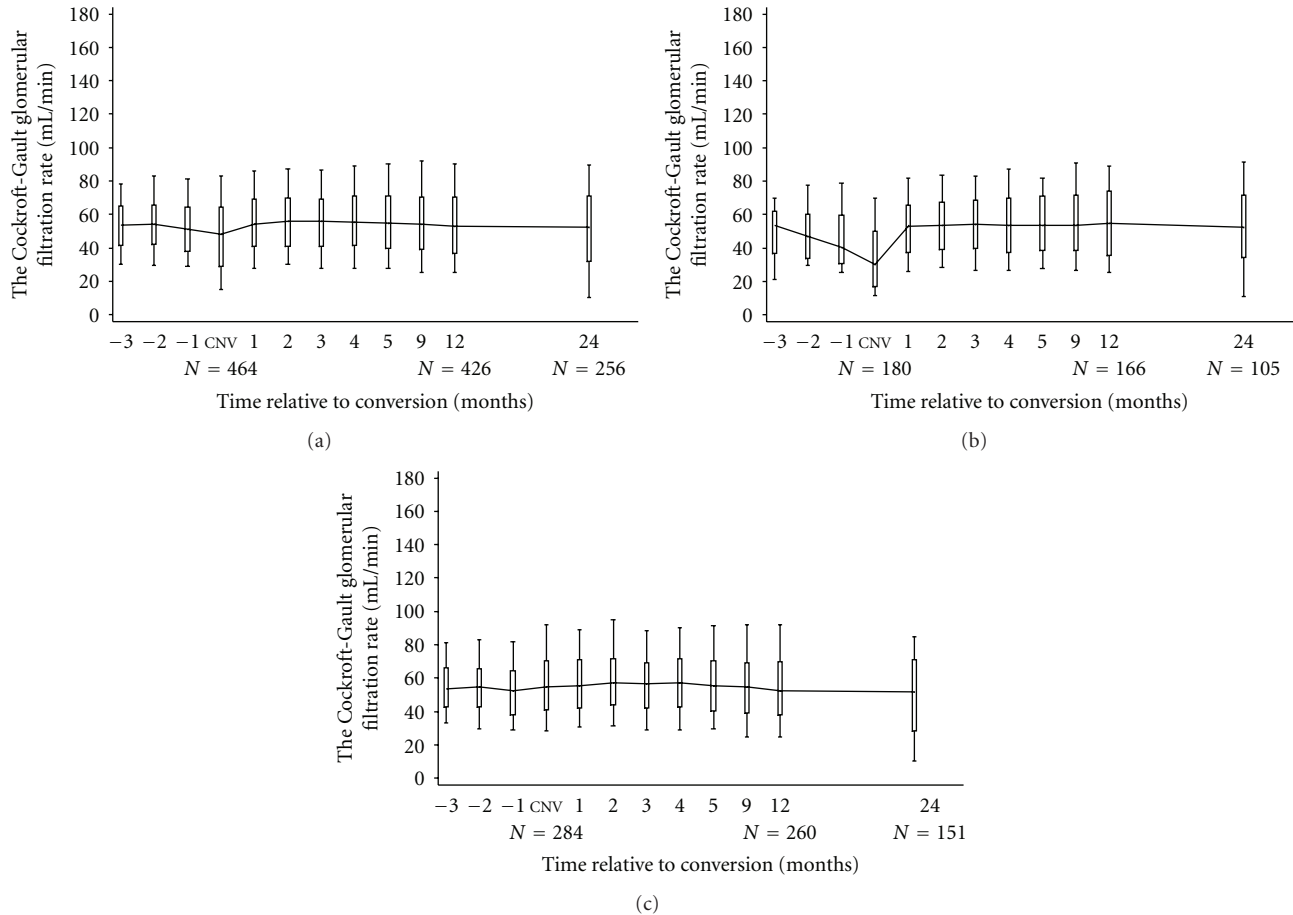 The Cockroft-Gault glomerular
filtration rate (mL/min)
180
160
140
120
100
80
60
40
20
0
−3 −2 −1 CNV 1 2 3 4 5 9 12 24
N = 464 N = 426 N = 256
Time relative to conversion (months)
(a)
The Cockroft-Gault glomerular
filtration rate (mL/min)
180
160
140
120
100
80
60
40
20
0
−3 −2 −1 CNV 1 2 3 4 5 9 12 24
N = 180 N = 166 N = 105
Time relative to conversion (months)
(b)
The Cockroft-Gault glomerular
filtration rate (mL/min)
180
160
140
120
100
80
60
40
20
0
−3 −2 −1 CNV 1 2 3 4 5 9 12 24
N = 284 N = 260 N = 151
Time relative to conversion (months)
(c)